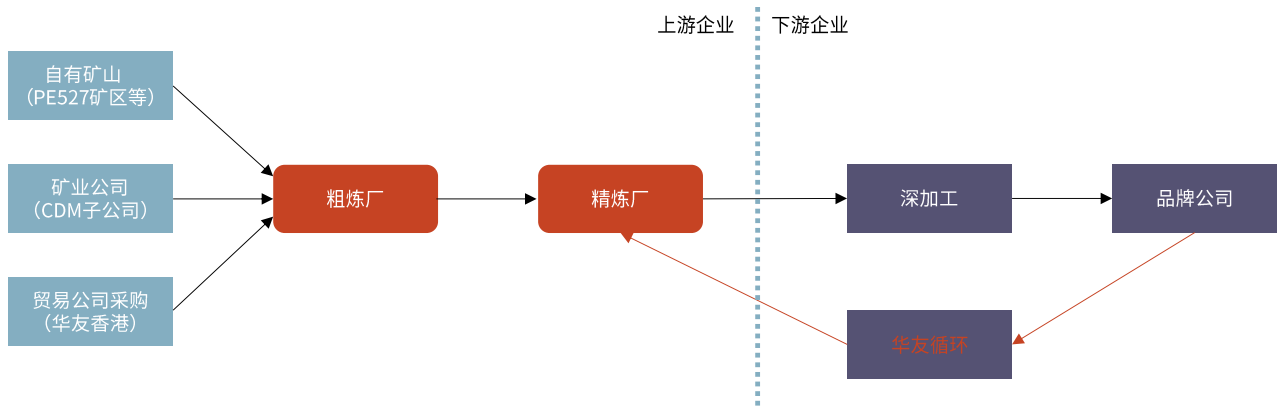 上游企业
下游企业
自有矿山
（PE527矿区等）
矿业公司
（CDM子公司）
贸易公司采购
（华友香港）
粗炼厂
精炼厂
深加工
品牌公司
华友循环